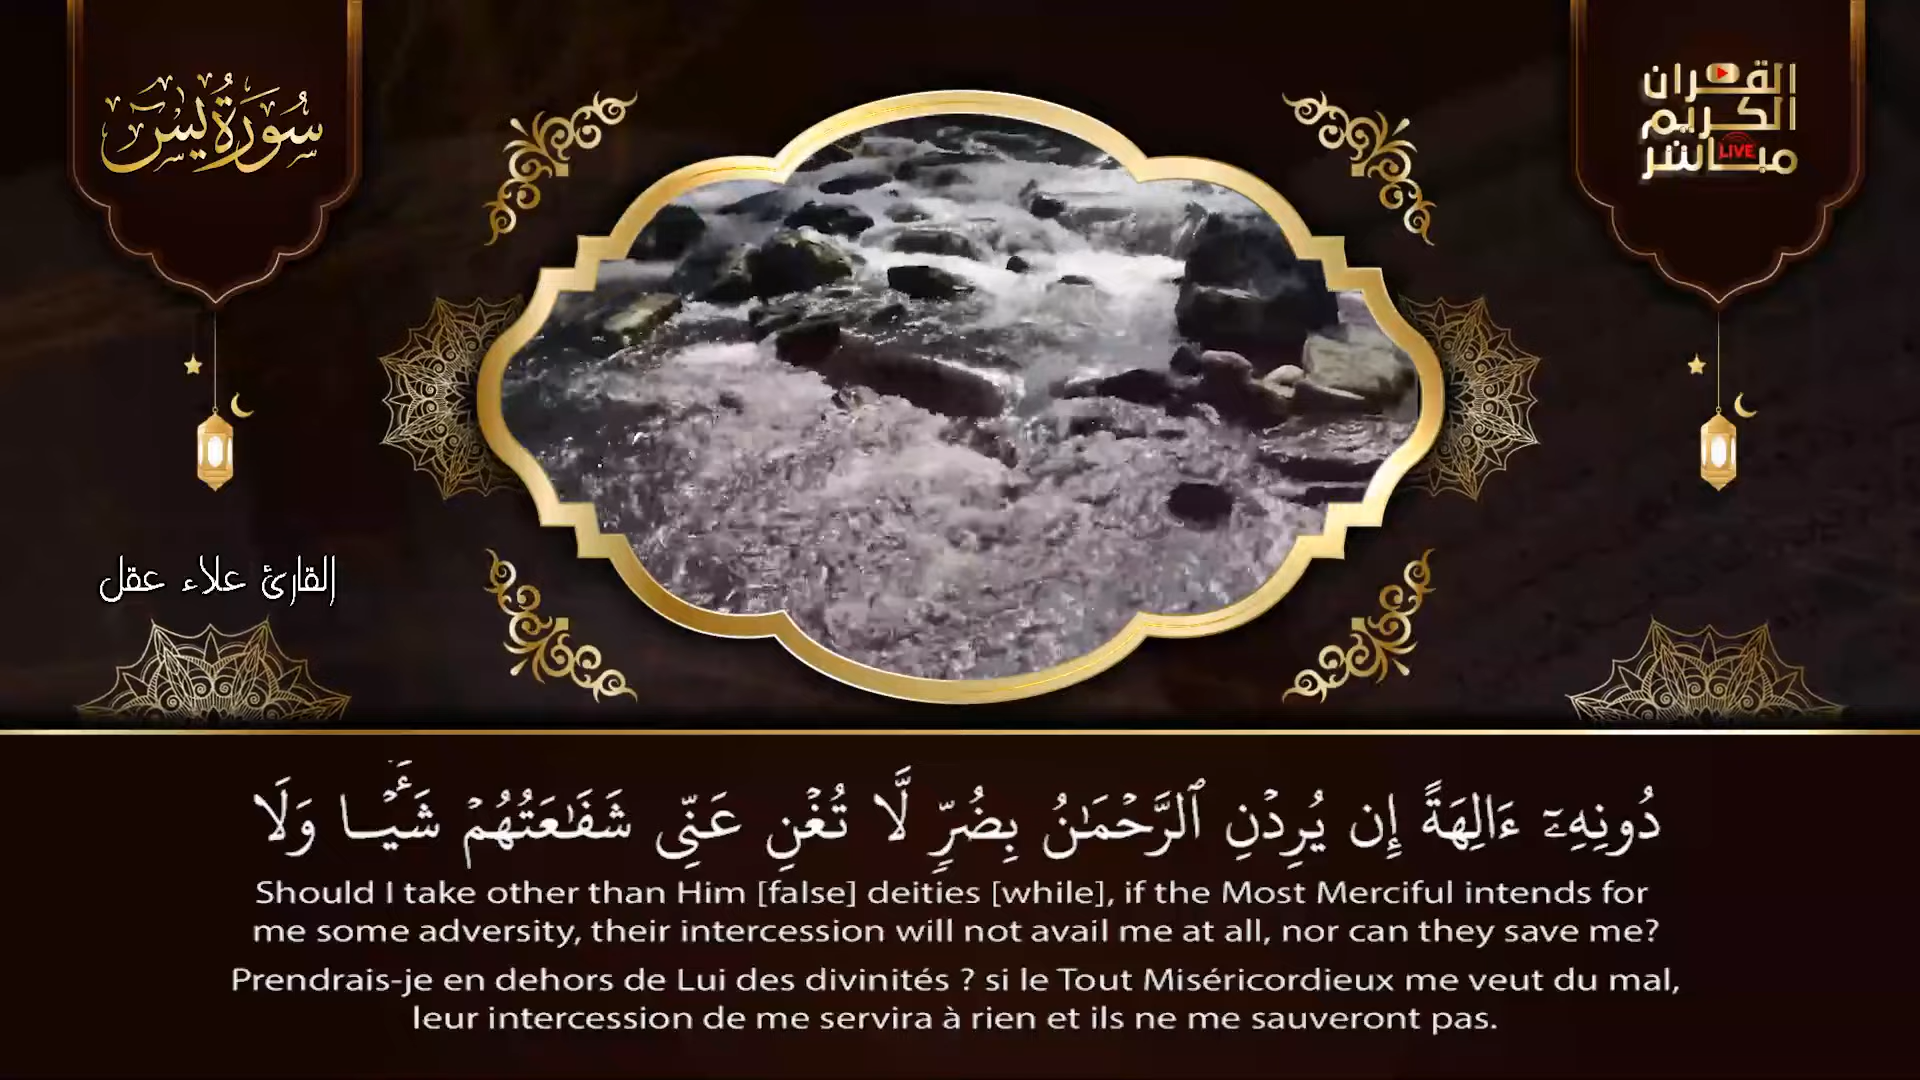 سُورَةُ يسٓ
القرآن
الكريم
مباشر
LIVE
القارئ علاء عقل
دُونِهِۦٓ ءَالِهَةً إِن يُرِدْنِ ٱلرَّحْمَـٰنُ بِضُرٍّ لَّا تُغْنِ عَنِّى شَفَـٰعَتُهُمْ شَيْـًٔا وَلَا
Should I take other than Him [false] deities [while], if the Most Merciful intends for
me some adversity, their intercession will not avail me at all, nor can they save me?
Prendrais-je en dehors de Lui des divinités ? si le Tout Miséricordieux me veut du mal,
leur intercession de me servira à rien et ils ne me sauveront pas.